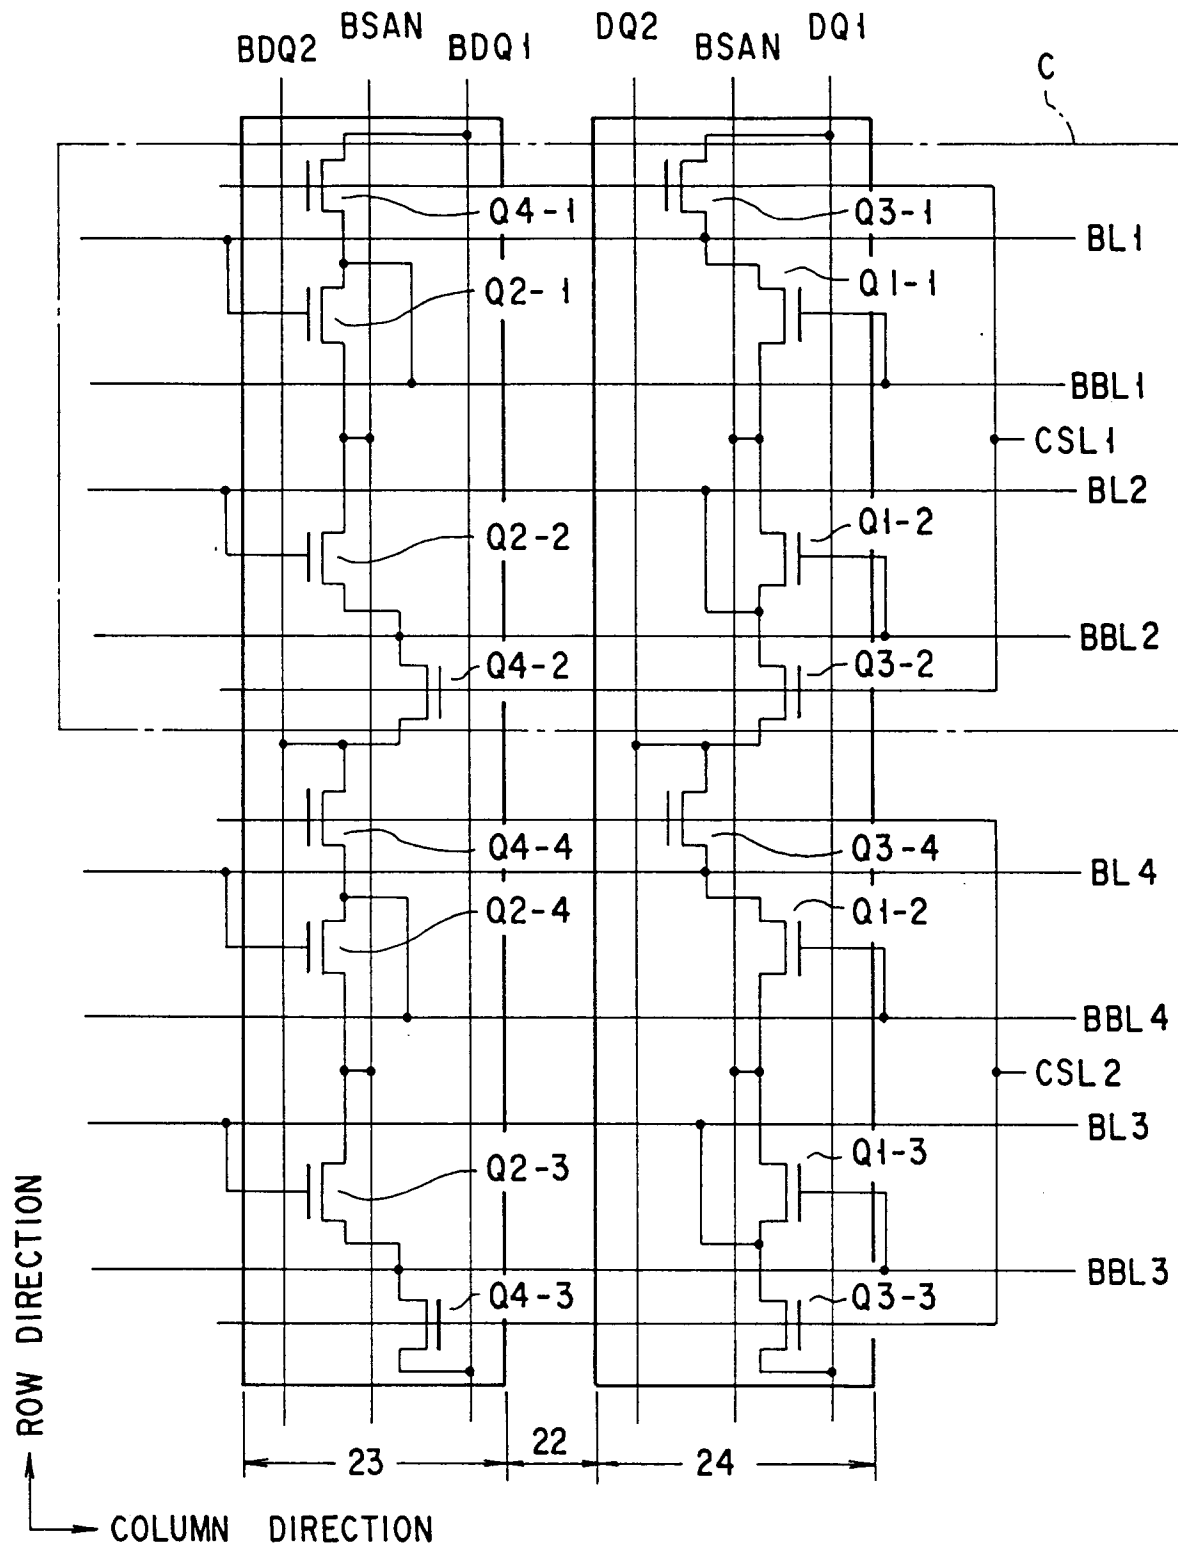 BDQ2 BSAN BDQ1 DQ2 BSAN DQ1
C
Q4-1 Q3-1
BL1
Q2-1 Q1-1
BBL1
CSL1
BL2
Q2-2 Q1-2
BBL2
Q4-2 Q3-2
Q4-4 Q3-4
BL4
Q2-4 Q1-2
BBL4
CSL2
BL3
Q2-3 Q1-3
BBL3
Q4-3 Q3-3
23 22 24
ROW DIRECTION
COLUMN DIRECTION